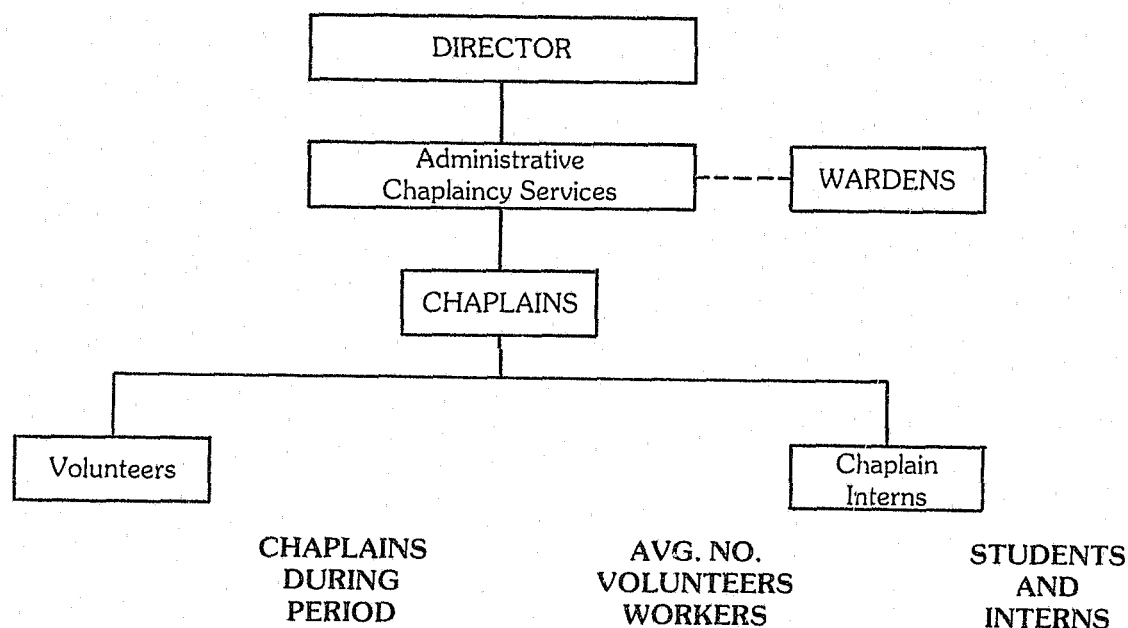 DIRECTOR
Administrative
Chaplaincy Services
WARDENS
CHAPLAINS
Volunteers
Chaplain
Interns
CHAPLAINS
DURING
PERIOD
AVG. NO.
VOLUNTEERS
WORKERS
STUDENTS
AND
INTERNS